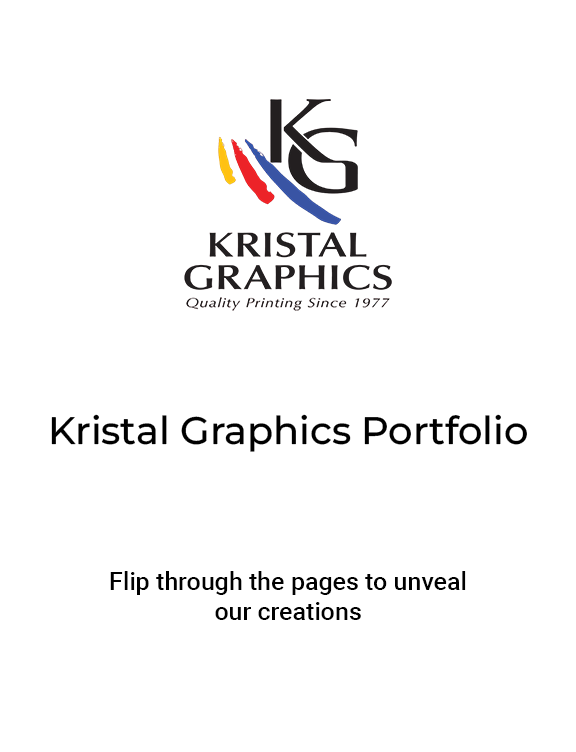 KG
KRISTAL
GRAPHICS
Quality Printing Since 1977
Kristal Graphics Portfolio
Flip through the pages to unveal
our creations